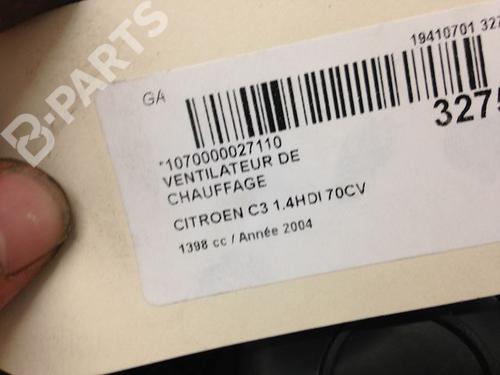 B-PARTS
19410701 327
GA
3275
*1070000027110
VENTILATEUR DE
CHAUFFAGE
CITROEN C3 1.4HDI 70CV
1398 cc / Année 2004